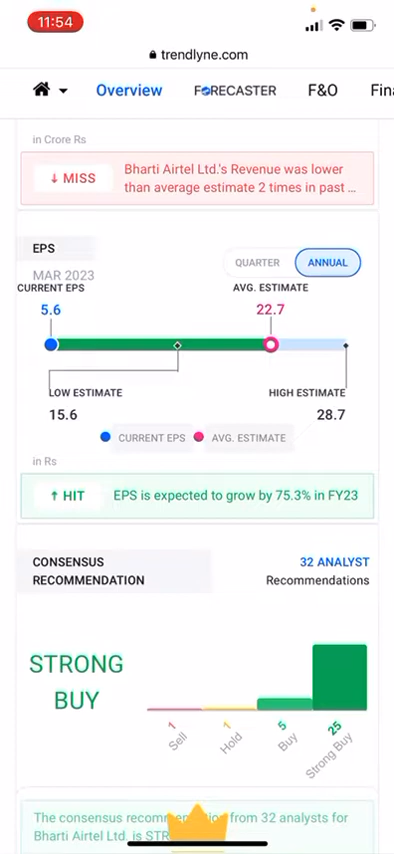 11:54
trendlyne.com
Overview FORECASTER F&O Fin
in Crore Rs
↓ MISS Bharti Airtel Ltd.'s Revenue was lower
than average estimate 2 times in past ...
EPS
MAR 2023
QUARTER ANNUAL
CURRENT EPS AVG. ESTIMATE
5.6 22.7
LOW ESTIMATE HIGH ESTIMATE
15.6 28.7
CURRENT EPS AVG. ESTIMATE
in Rs
↑ HIT EPS is expected to grow by 75.3% in FY23
CONSENSUS
RECOMMENDATION
32 ANALYST
Recommendations
STRONG
BUY
1 1 5 25
Sell Hold Buy Strong Buy
The consensus from 32 analysts for
Bharti Airtel Ltd. is